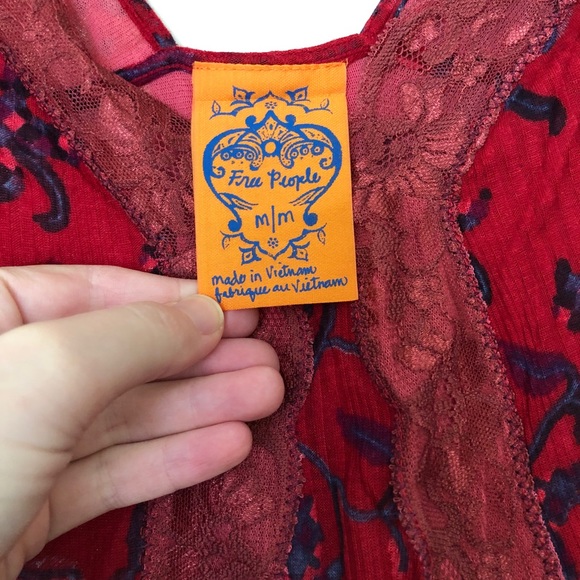 Free People
m/m
made in Vietnam
fabriqué au Vietnam